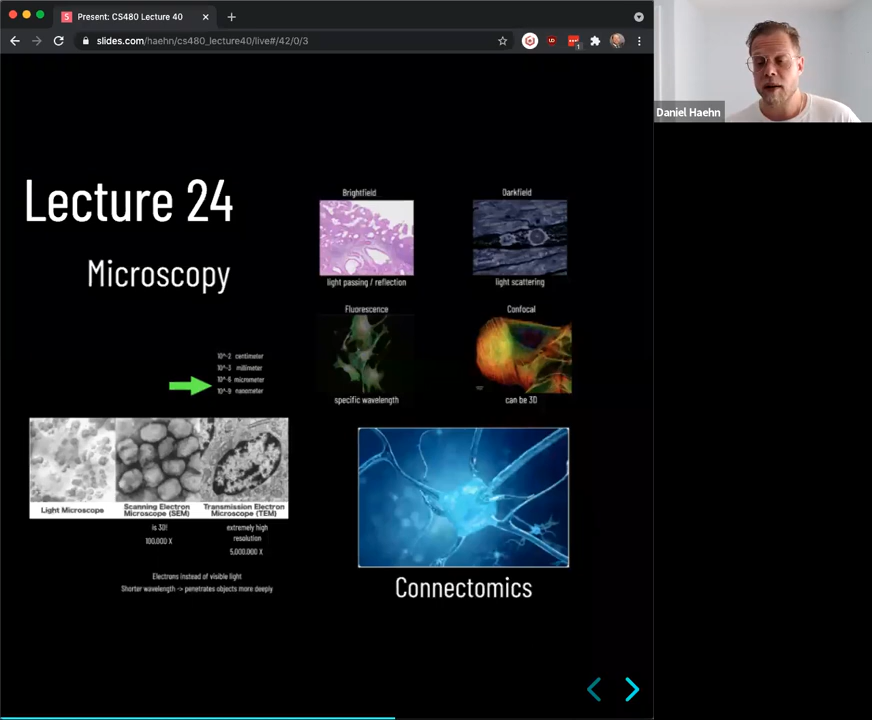 Present: CS480 Lecture 40
slides.com/haehn/cs480_lecture40/live#/42/0/3
Daniel Haehn
Lecture 24
Microscopy
Brightfield
light passing / reflection
Darkfield
light scattering
Fluorescence
specific wavelength
Confocal
can be 3D
10^-2 centimeter
10^-3 millimeter
10^-6 micrometer
10^-9 nanometer
Light Microscope
Scanning Electron
Microscope (SEM)
Transmission Electron
Microscope (TEM)
is 3D!
100,000 X
extremely high
resolution
5,000,000 X
Electrons instead of visible light
Shorter wavelength -> penetrates objects more deeply
Connectomics